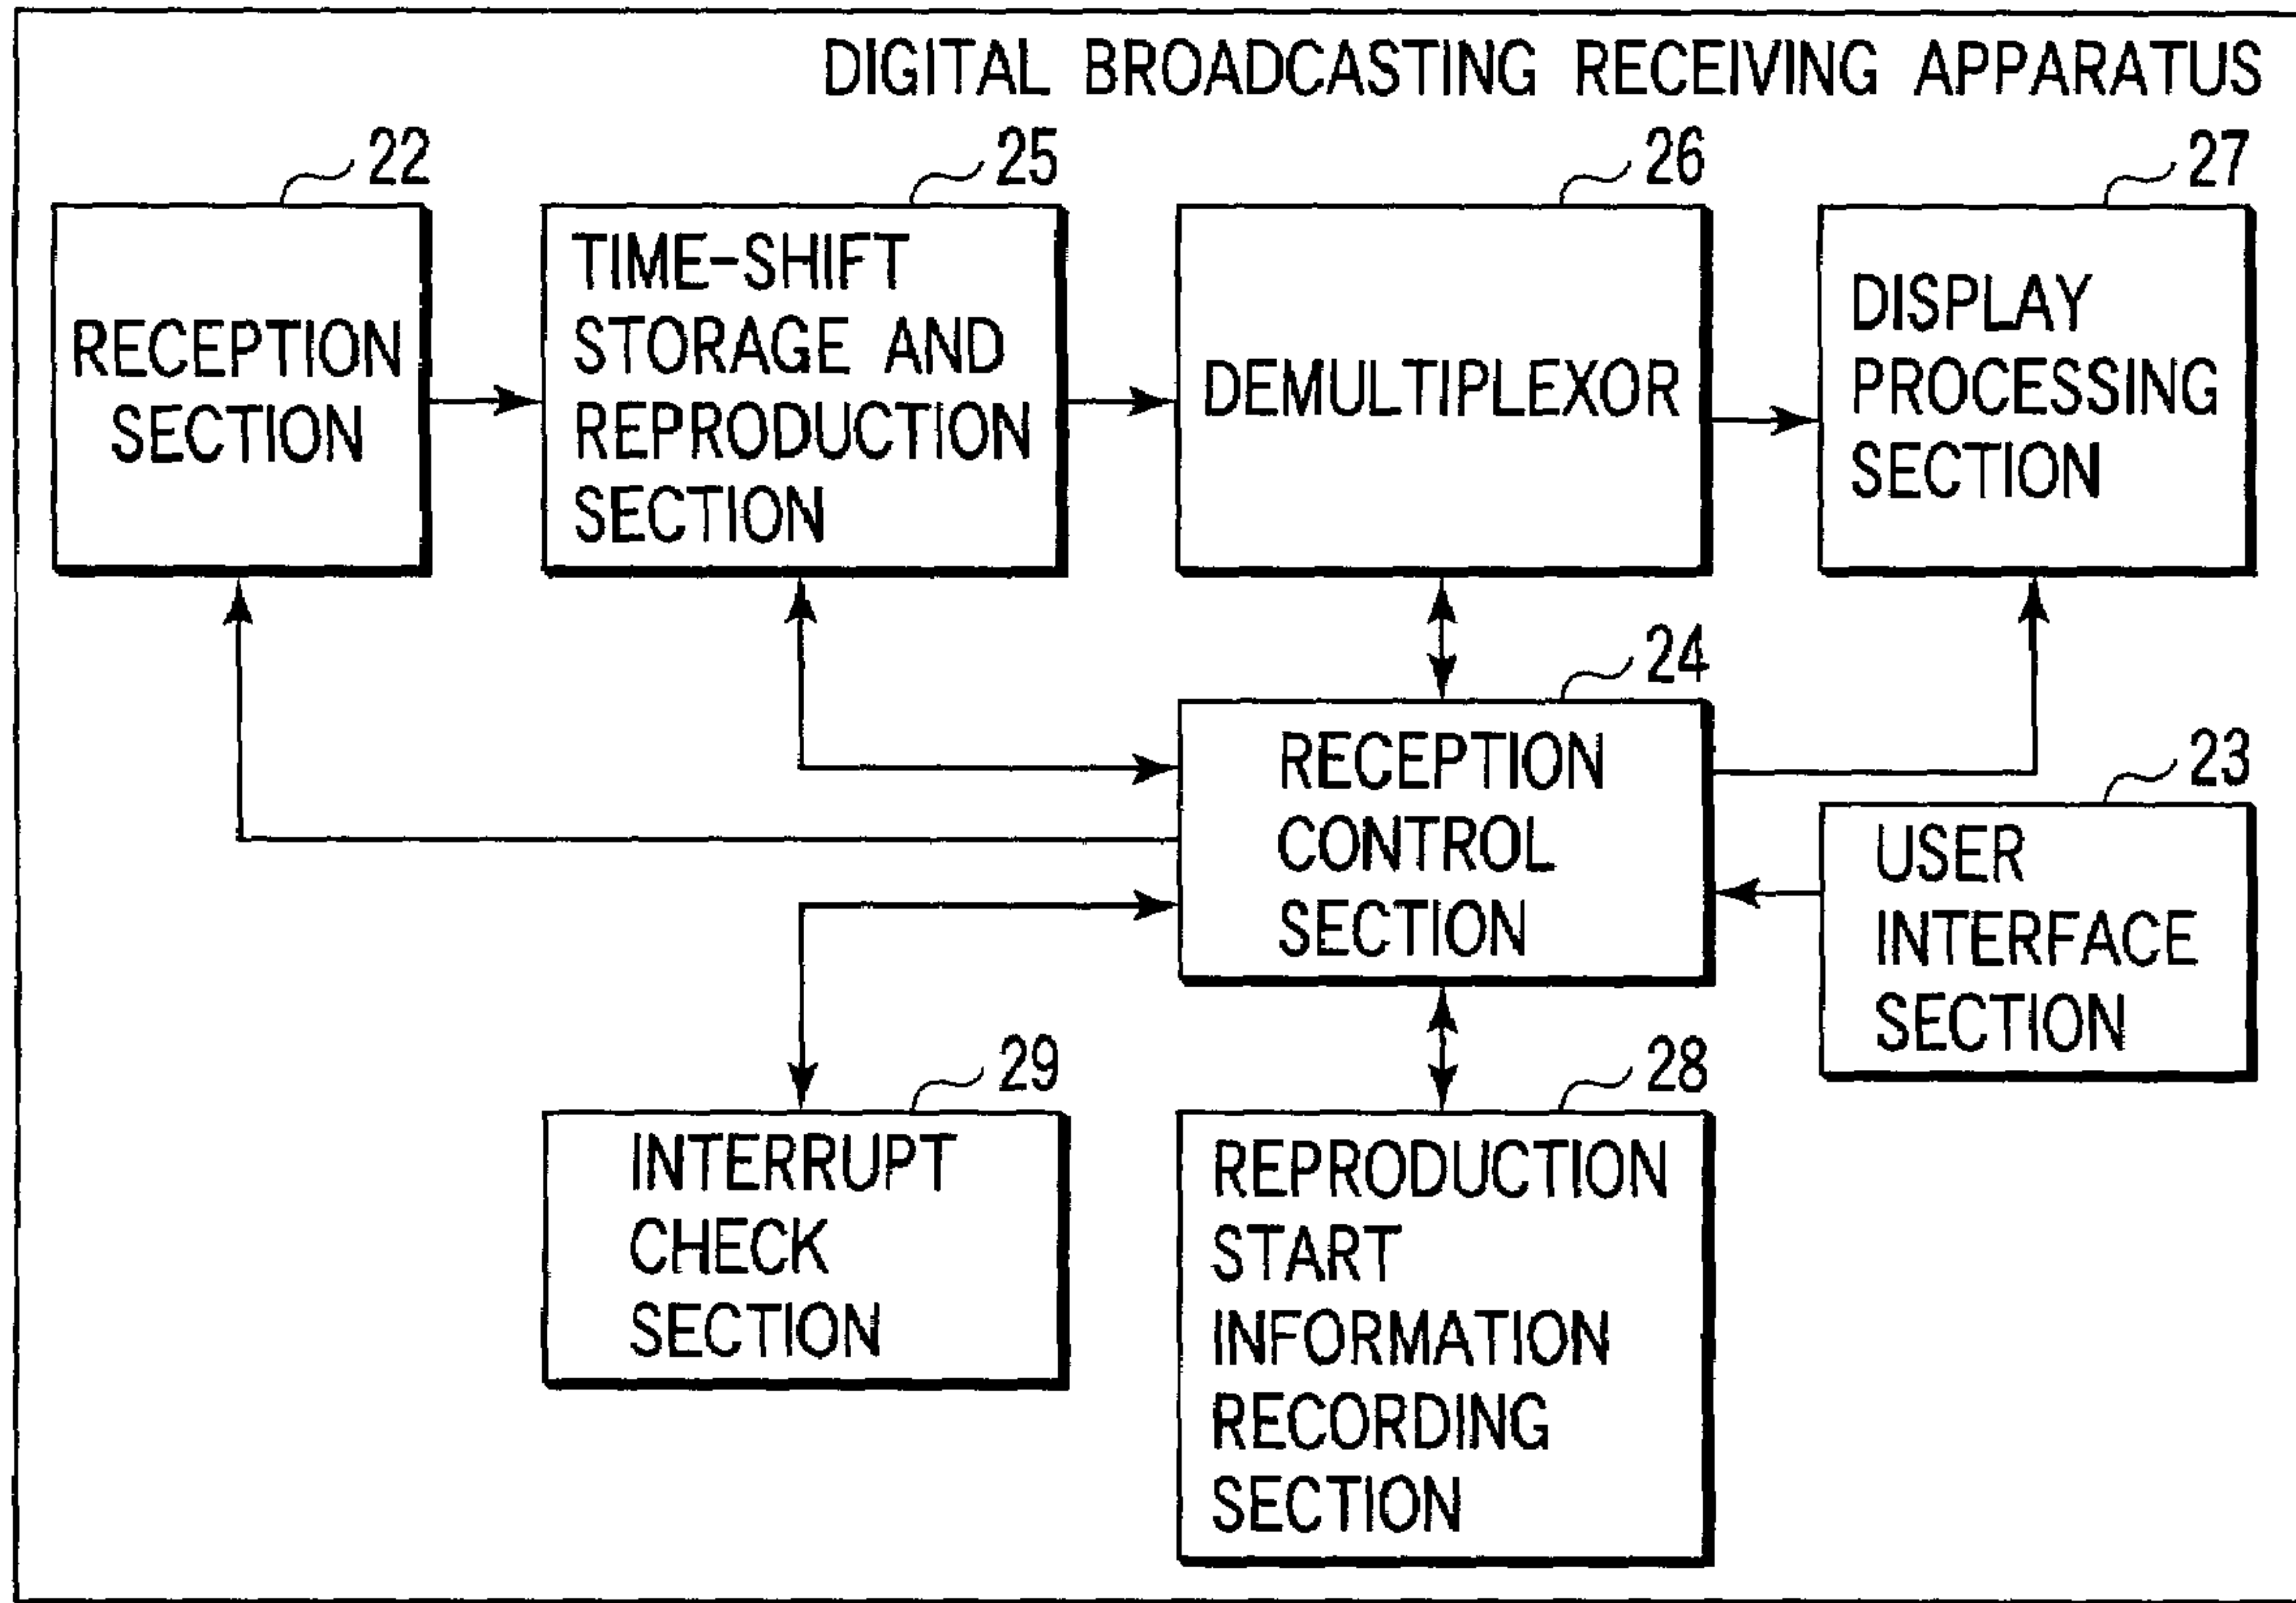 DIGITAL BROADCASTING RECEIVING APPARATUS
22
RECEPTION
SECTION
25
TIME-SHIFT
STORAGE AND
REPRODUCTION
SECTION
26
DEMULTIPLEXOR
27
DISPLAY
PROCESSING
SECTION
24
RECEPTION
CONTROL
SECTION
23
USER
INTERFACE
SECTION
29
INTERRUPT
CHECK
SECTION
28
REPRODUCTION
START
INFORMATION
RECORDING
SECTION